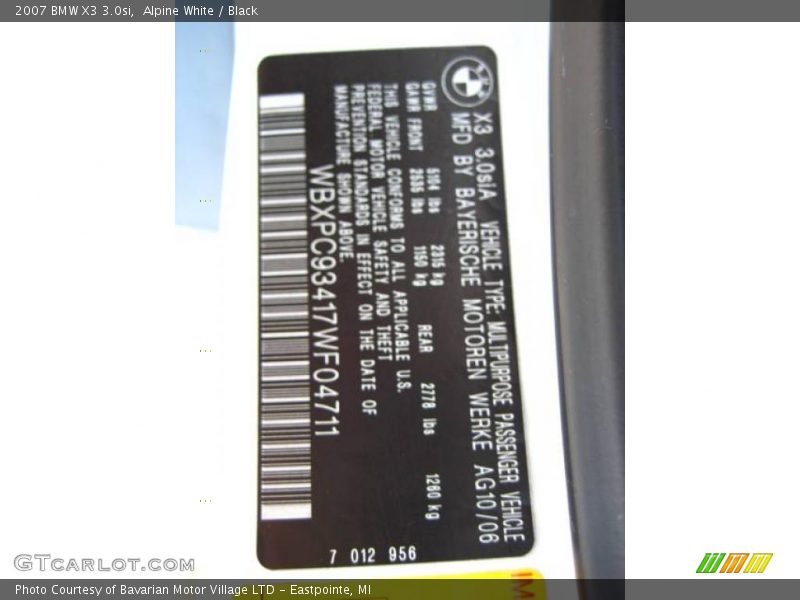 2007 BMW X3 3.0si, Alpine White / Black
X3 3.0siA VEHICLE TYPE: MULTIPURPOSE PASSENGER VEHICLE
MFD BY BAYERISCHE MOTOREN WERKE AG10/06
GVWR 5104 lbs 2315 kg
GAWR FRONT 2535 lbs 1150 kg REAR 2778 lbs 1260 kg
THIS VEHICLE CONFORMS TO ALL APPLICABLE U.S.
FEDERAL MOTOR VEHICLE SAFETY AND THEFT
PREVENTION STANDARDS IN EFFECT ON THE DATE OF
MANUFACTURE SHOWN ABOVE.
WBXPC93417WF04711
7 012 956
GTCARLOT.COM
Photo Courtesy of Bavarian Motor Village LTD - Eastpointe, MI